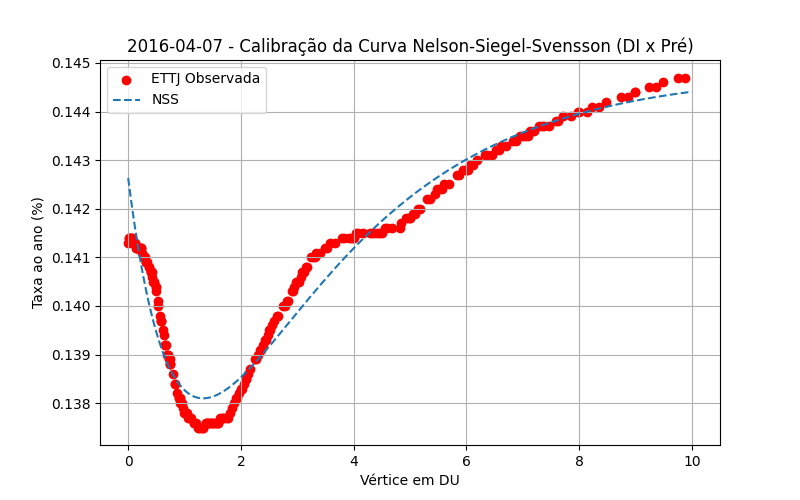 2016-04-07 - Calibração da Curva Nelson-Siegel-Svensson (DI x Pré)
ETTJ Observada
NSS
Taxa ao ano (%)
0.145
0.144
0.143
0.142
0.141
0.140
0.139
0.138
0 2 4 6 8 10
Vértice em DU